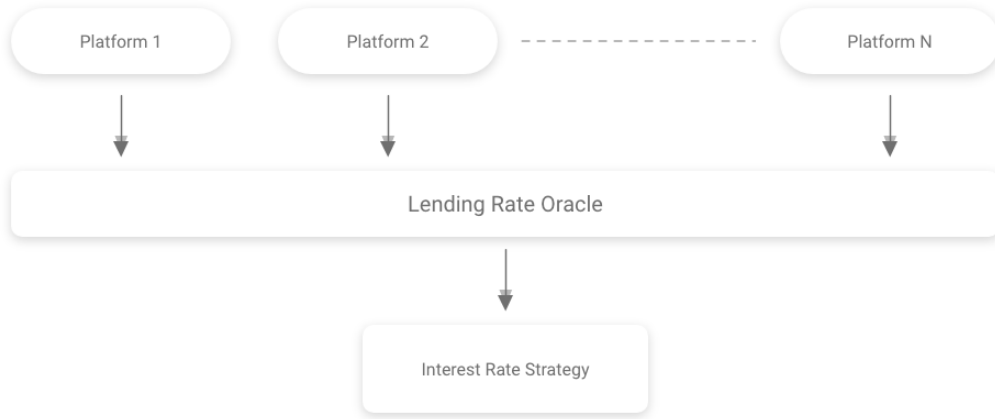 Platform 1
Platform 2
Platform N
Lending Rate Oracle
Interest Rate Strategy